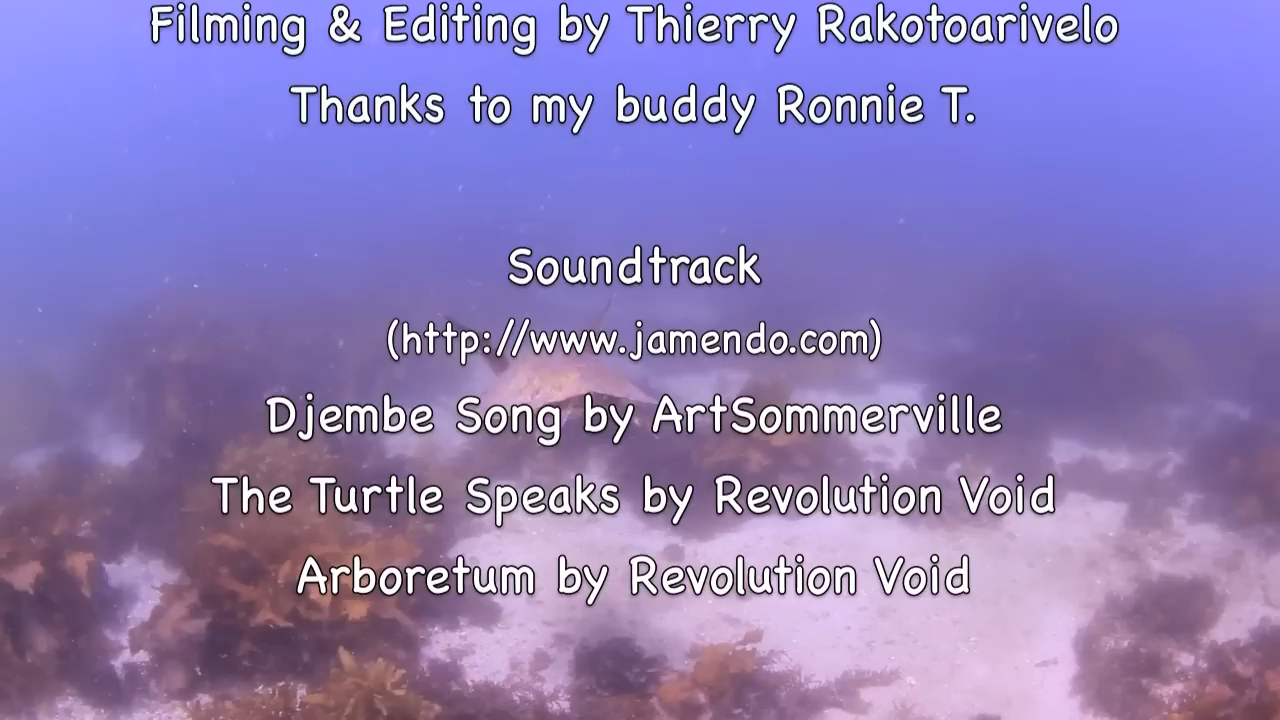 Filming & Editing by Thierry Rakotoarivelo
Thanks to my buddy Ronnie T.
Soundtrack
(http://www.jamendo.com)
Djembe Song by ArtSommerville
The Turtle Speaks by Revolution Void
Arboretum by Revolution Void